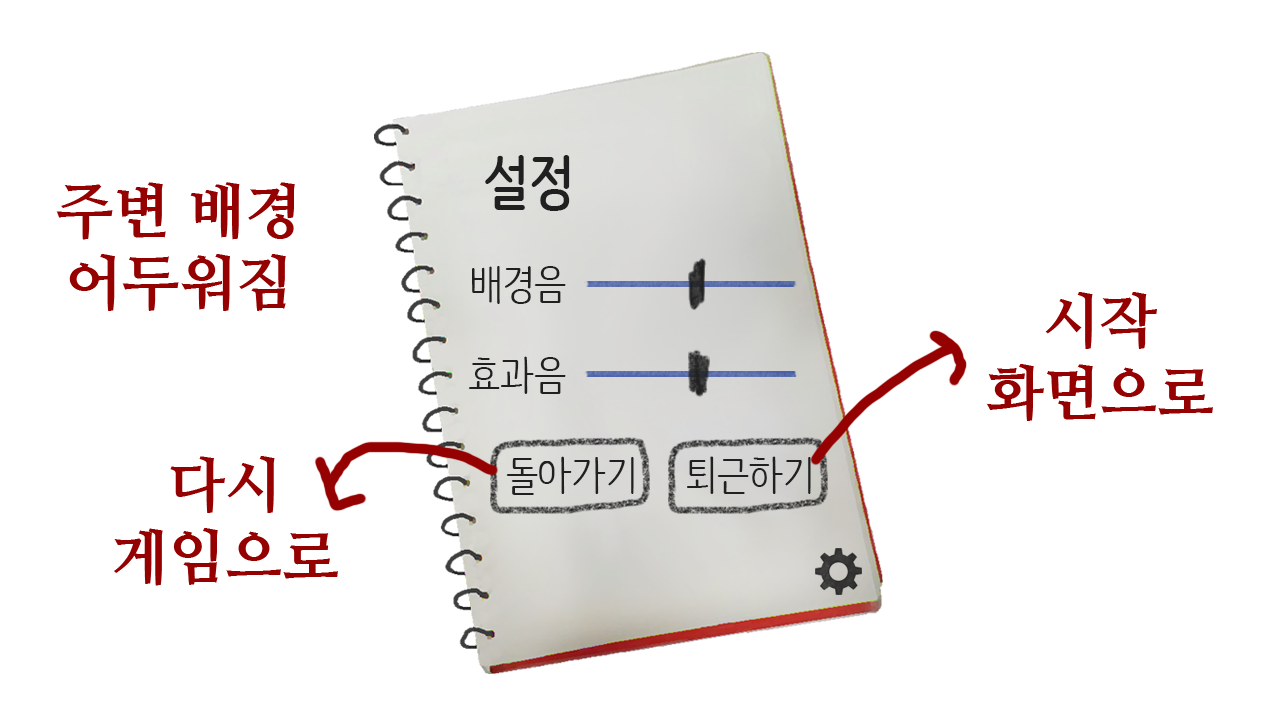 주변 배경
어두워짐
설정
배경음
효과음
돌아가기
퇴근하기
시작
화면으로
다시
게임으로